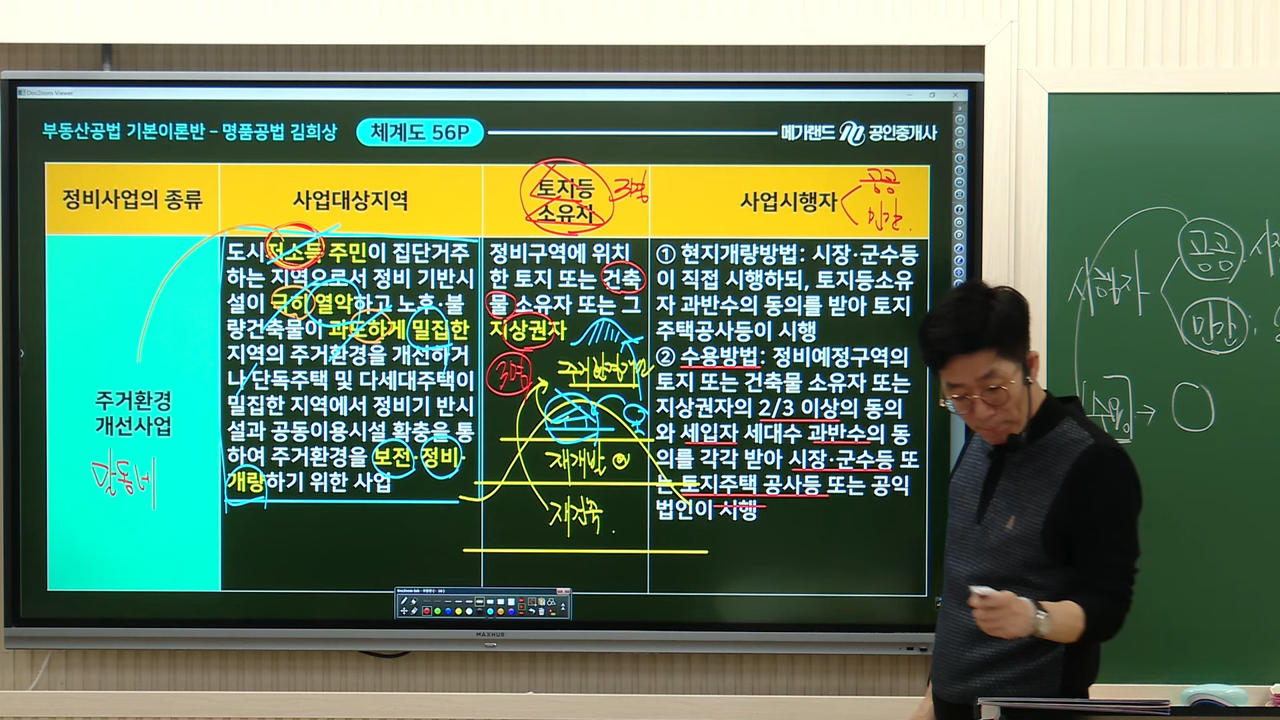 DocZoom Viewer
부동산공법 기본이론반 - 명품공법 김희상
체계도 56P
메가랜드 공인중개사
정비사업의 종류
사업대상지역
토지등
소유자
3명
사업시행자
공공
민간
주거환경
개선사업
달동네
도시저소득 주민이 집단거주
하는 지역으로서 정비 기반시
설이 극히 열악하고 노후·불
량건축물이 과도하게 밀집한
지역의 주거환경을 개선하거
나 단독주택 및 다세대주택이
밀집한 지역에서 정비기 반시
설과 공동이용시설 확충을 통
하여 주거환경을 보전·정비·
개량하기 위한 사업
정비구역에 위치
한 토지 또는 건축
물 소유자 또는 그
지상권자
3명
주거환경개선
재개발
재건축
① 현지개량방법: 시장·군수등
이 직접 시행하되, 토지등소유
자 과반수의 동의를 받아 토지
주택공사등이 시행
② 수용방법: 정비예정구역의
토지 또는 건축물 소유자 또는
지상권자의 2/3 이상의 동의
와 세입자 세대수 과반수의 동
의를 각각 받아 시장·군수등 또
는 토지주택 공사등 또는 공익
법인이 시행
MAXHUB
시행자
공공
민간